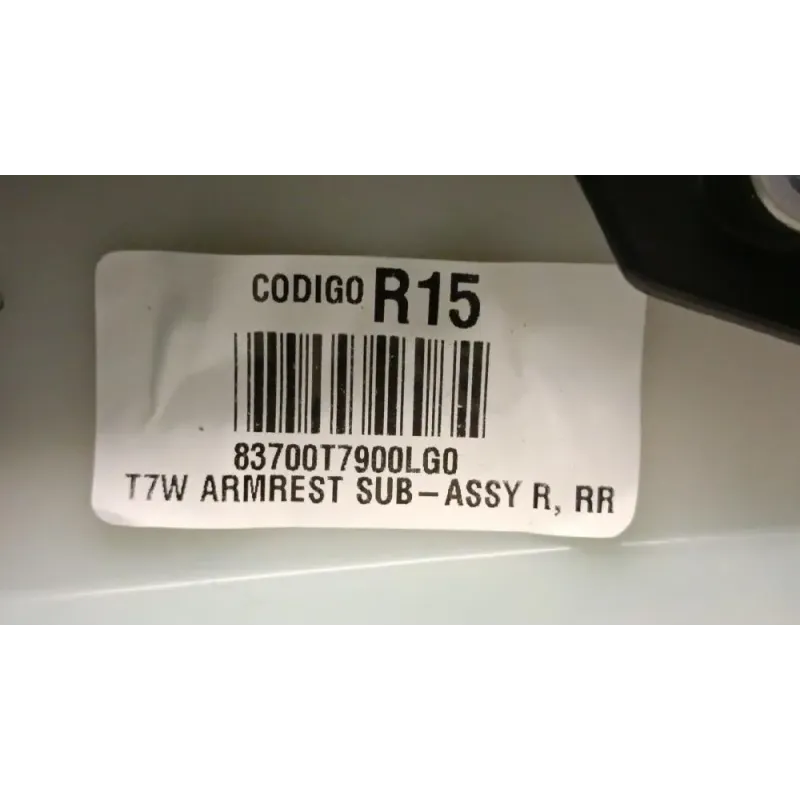 CODIGO R15
83700T7900LG0
T7W ARMREST SUB-ASSY R, RR